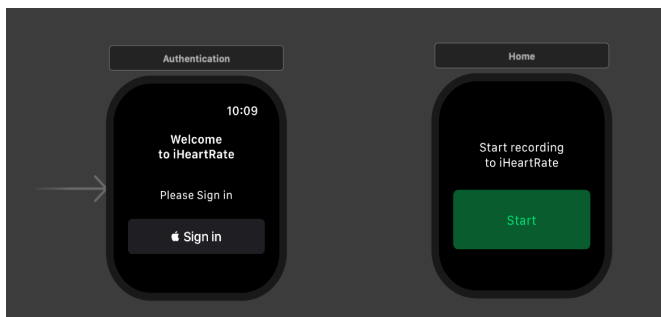 Authentication
10:09
Welcome
to iHeartRate
Please Sign in
Sign in
Home
Start recording
to iHeartRate
Start